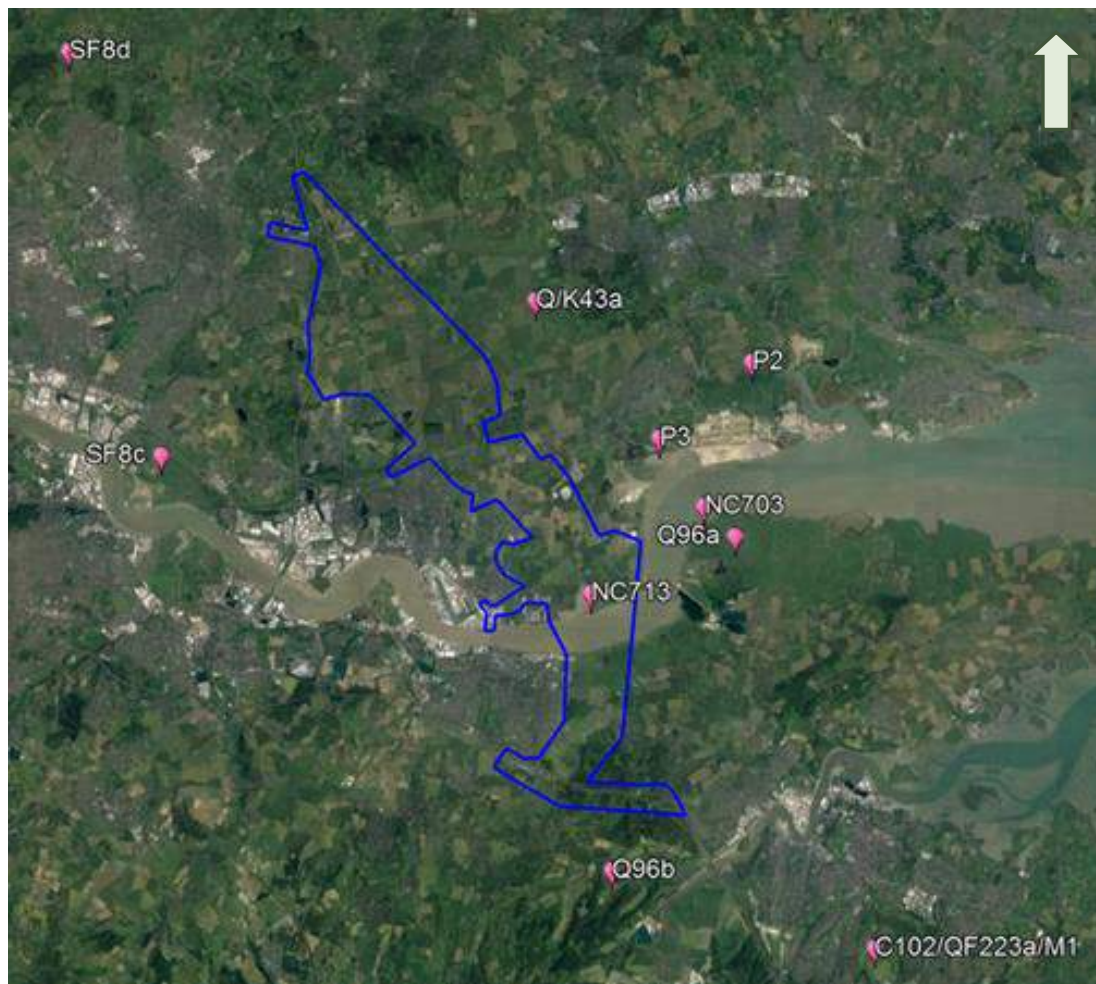 SF8d
Q/K43a
P2
P3
SF8c
NC703
Q96a
NC713
Q96b
C102/QF223a/M1